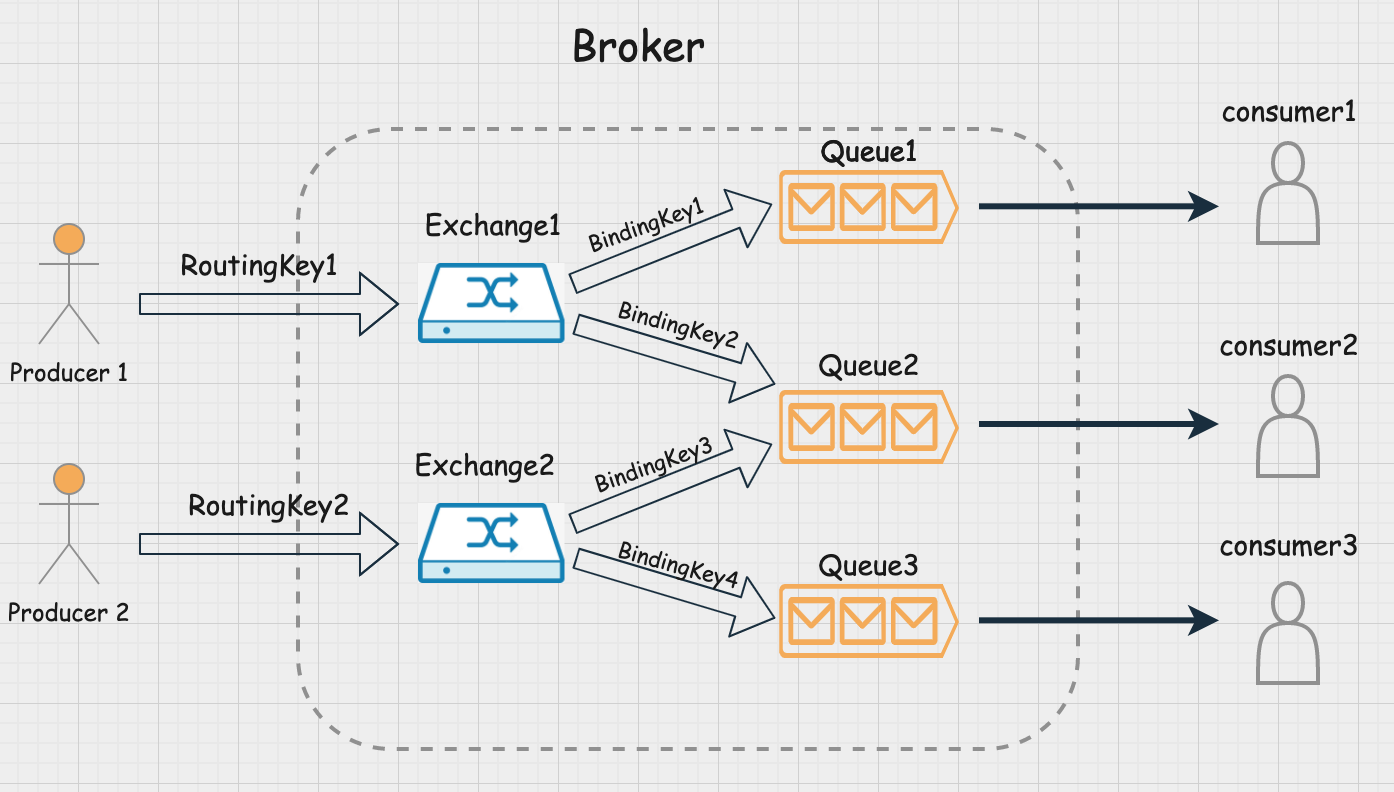 Broker
consumer1
Queue1
BindingKey1
Exchange1
RoutingKey1
BindingKey2
Producer 1
consumer2
Queue2
BindingKey3
Exchange2
RoutingKey2
consumer3
BindingKey4
Queue3
Producer 2